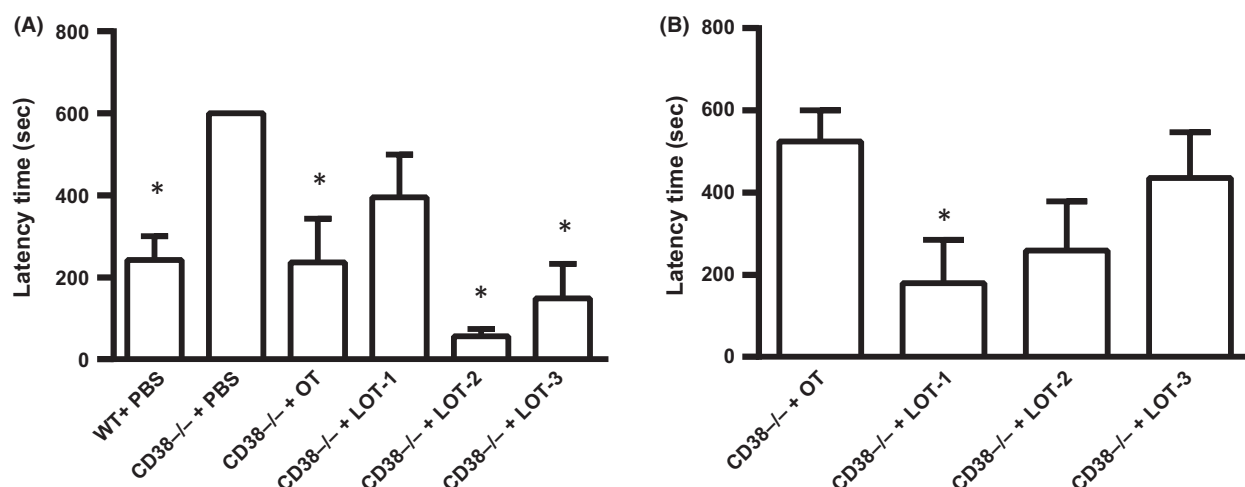 (A)
800
600
400
200
0
Latency time (sec)
*
*
*
*
WT+ PBS
CD38–/– + PBS
CD38–/– + OT
CD38–/– + LOT-1
CD38–/– + LOT-2
CD38–/– + LOT-3
(B)
800
600
400
200
0
Latency time (sec)
*
CD38–/– + OT
CD38–/– + LOT-1
CD38–/– + LOT-2
CD38–/– + LOT-3